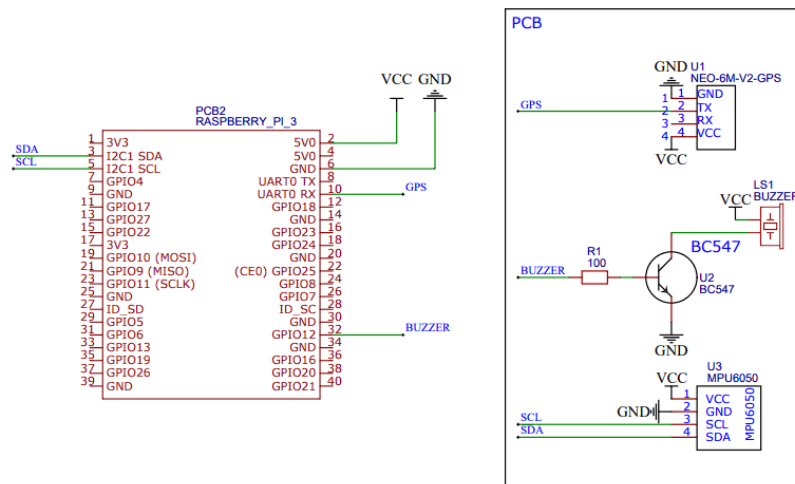 PCB2
RASPBERRY_PI_3
VCC GND
SDA
SCL
GPS
BUZZER
1 3V3 5V0 2
3 I2C1 SDA 5V0 4
5 I2C1 SCL GND 6
7 GPIO4 UART0 TX 8
9 GND UART0 RX 10
11 GPIO17 GPIO18 12
13 GPIO27 GND 14
15 GPIO22 GPIO23 16
17 3V3 GPIO24 18
19 GPIO10 (MOSI) GND 20
21 GPIO9 (MISO) (CE0) GPIO25 22
23 GPIO11 (SCLK) GPIO8 24
25 GND GPIO7 26
27 ID_SD ID_SC 28
29 GPIO5 GND 30
31 GPIO6 GPIO12 32
33 GPIO13 GND 34
35 GPIO19 GPIO16 36
37 GPIO26 GPIO20 38
39 GND GPIO21 40
PCB
U1
NEO-6M-V2-GPS
GND
GPS
1 1 GND
2 2 TX
3 3 RX
4 4 VCC
VCC
LS1
BUZZER
VCC
BC547
R1
100
BUZZER
U2
BC547
GND
U3
MPU6050
VCC
GND
SCL
SDA
1 VCC
2 GND
3 SCL
4 SDA
MPU6050